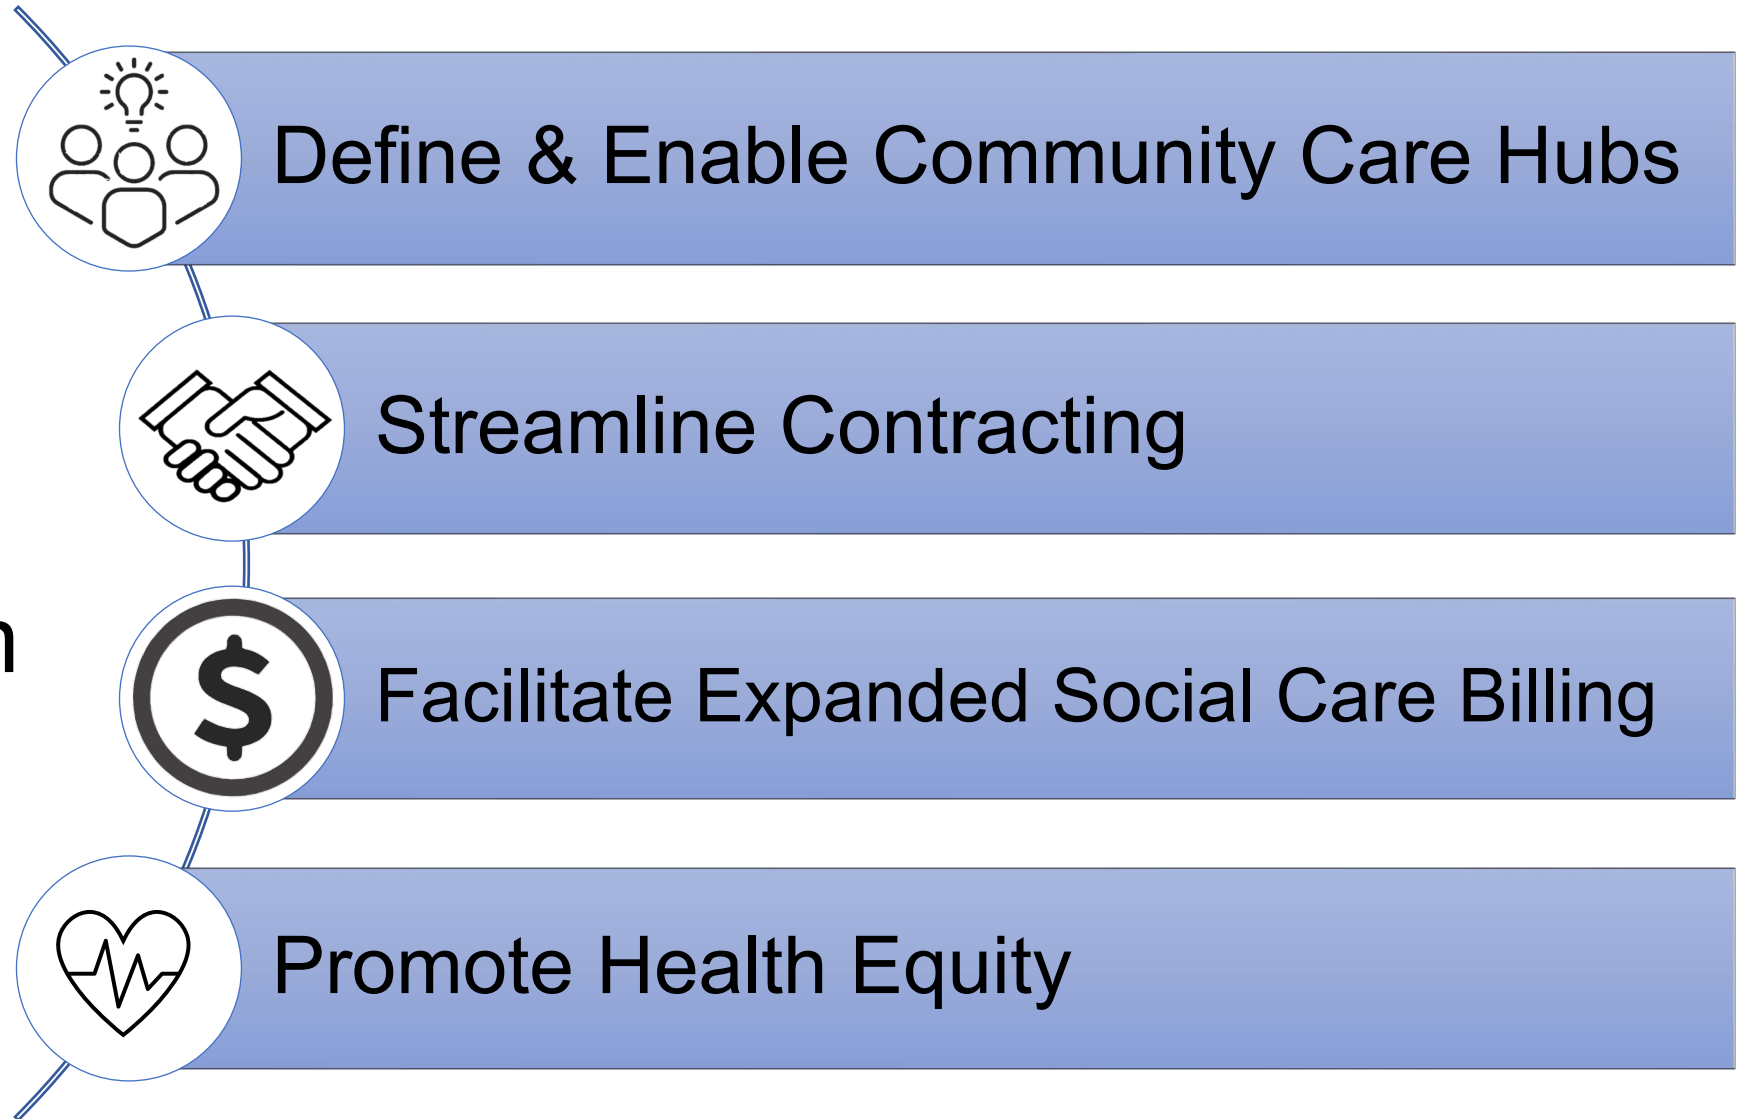 Define & Enable Community Care Hubs
Streamline Contracting
$
Facilitate Expanded Social Care Billing
Promote Health Equity